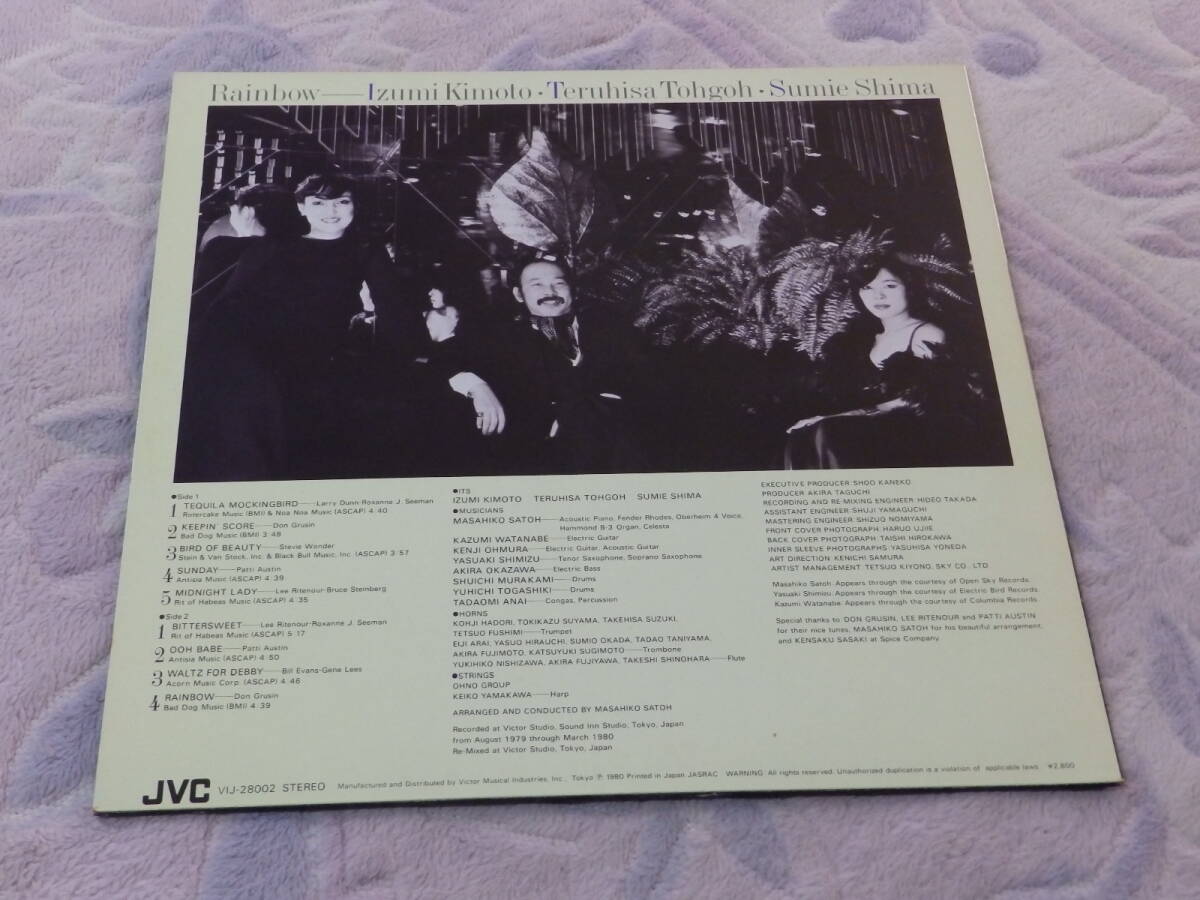 Rainbow——Izumi Kimoto・Teruhisa Tohgoh・Sumie Shima
●Side 1
1 TEQUILA MOCKINGBIRD——Larry Dunn-Roxanne J. Seeman
Rintercake Music (BMI) & Noa Noa Music (ASCAP) 4:40
2 KEEPIN' SCORE——Don Grusin
Bad Dog Music (BMI) 3:48
3 BIRD OF BEAUTY——Stevie Wonder
Stein & Van Stock, Inc. & Black Bull Music, Inc. (ASCAP) 3:57
4 SUNDAY——Patti Austin
Antisia Music (ASCAP) 4:39
5 MIDNIGHT LADY——Lee Ritenour-Bruce Sternberg
Rit of Habeas Music (ASCAP) 4:35
●Side 2
1 BITTERSWEET——Lee Ritenour-Roxanne J. Seeman
Rit of Habeas Music (ASCAP) 5:17
2 OOH BABE——Patti Austin
Antisia Music (ASCAP) 4:50
3 WALTZ FOR DEBBY——Bill Evans-Gene Lees
Acorn Music Corp. (ASCAP) 4:46
4 RAINBOW——Don Grusin
Bad Dog Music (BMI) 4:39
●ITS
IZUMI KIMOTO TERUHISA TOHGOH SUMIE SHIMA
●MUSICIANS
MASAHIKO SATOH——Acoustic Piano, Fender Rhodes, Oberheim 4 Voice,
Hammond B-3 Organ, Celesta
KAZUMI WATANABE——Electric Guitar
KENJI OHMURA——Electric Guitar, Acoustic Guitar
YASUAKI SHIMIZU——Tenor Saxophone, Soprano Saxophone
AKIRA OKAZAWA——Electric Bass
SHUICHI MURAKAMI——Drums
YUHICHI TOGASHIKI——Drums
TADAOMI ANAI——Congas, Percussion
●HORNS
KOHJI HADORI, TOKIKAZU SUYAMA, TAKEHISA SUZUKI,
TETSUO FUSHIMI——Trumpet
EIJI ARAI, YASUO HIRAUCHI, SUMIO OKADA, TADAO TANIYAMA,
AKIRA FUJIMOTO, KATSUYUKI SUGIMOTO——Trombone
YUKIHIKO NISHIZAWA, AKIRA FUJIYAWA, TAKESHI SHINOHARA——Flute
●STRINGS
OHNO GROUP
KEIKO YAMAKAWA——Harp
ARRANGED AND CONDUCTED BY MASAHIKO SATOH
Recorded at Victor Studio, Sound Inn Studio, Tokyo, Japan
from August 1979 through March 1980
Re-Mixed at Victor Studio, Tokyo, Japan
EXECUTIVE PRODUCER: SHOO KANEKO
PRODUCER: AKIRA TAGUCHI
RECORDING AND RE-MIXING ENGINEER: HIDEO TAKADA
ASSISTANT ENGINEER: SHUJI YAMAGUCHI
MASTERING ENGINEER: SHIZUO NOMIYAMA
FRONT COVER PHOTOGRAPH: HARUO UJIIE
BACK COVER PHOTOGRAPH: TAISHI HIROKAWA
INNER SLEEVE PHOTOGRAPHS: YASUHISA YONEDA
ART DIRECTION: KENICHI SAMURA
ARTIST MANAGEMENT: TETSUO KIYONO, SKY CO., LTD
Masahiko Satoh: Appears through the courtesy of Open Sky Records.
Yasuaki Shimizu: Appears through the courtesy of Electric Bird Records.
Kazumi Watanabe: Appears through the courtesy of Columbia Records.
Special thanks to DON GRUSIN, LEE RITENOUR and PATTI AUSTIN
for their nice tunes, MASAHIKO SATOH for his beautiful arrangement,
and KENSAKU SASAKI at Spice Company.
JVC VIJ-28002 STEREO Manufactured and Distributed by Victor Musical Industries, Inc., Tokyo ℗ 1980 Printed in Japan JASRAC WARNING: All rights reserved. Unauthorized duplication is a violation of applicable laws. ¥2,800